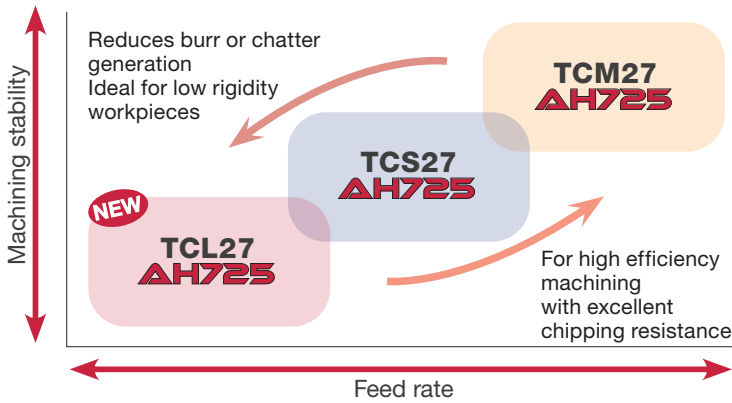 Reduces burr or chatter
generation
Ideal for low rigidity
workpieces
TCM27
AH725
TCS27
AH725
NEW
TCL27
AH725
For high efficiency
machining
with excellent
chipping resistance
Machining stability
Feed rate